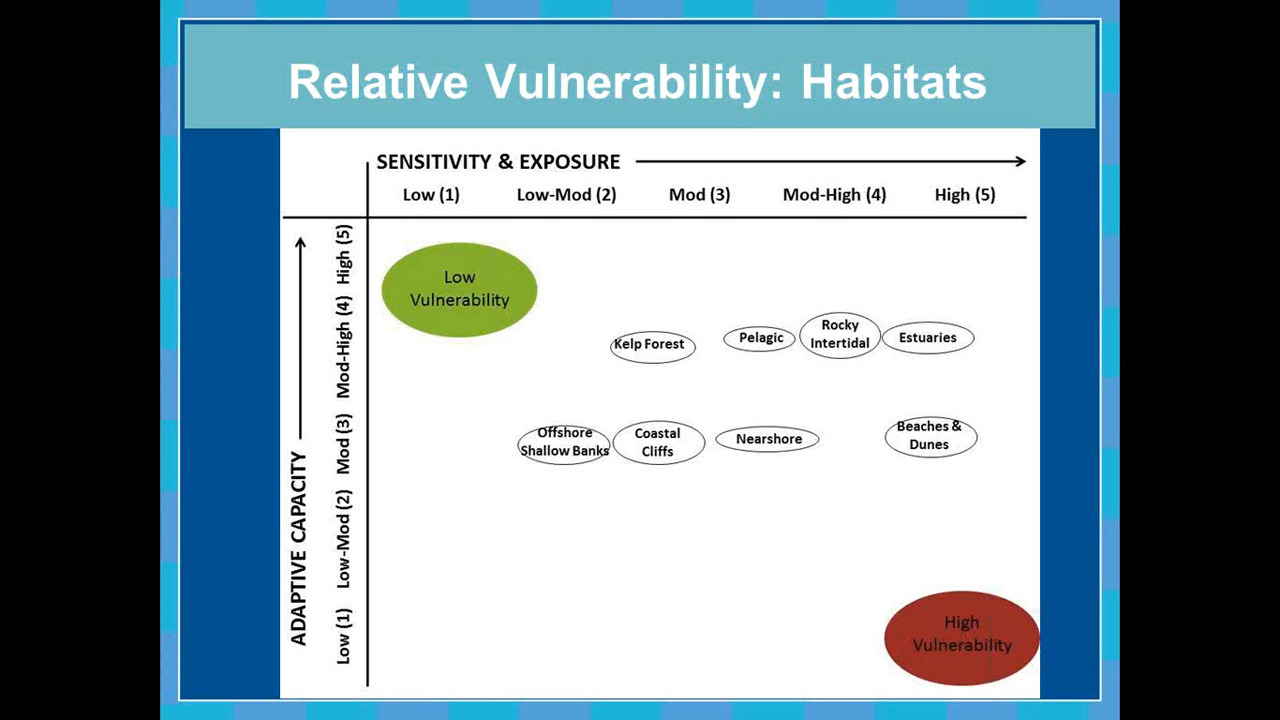 Relative Vulnerability: Habitats
SENSITIVITY & EXPOSURE
Low (1) Low-Mod (2) Mod (3) Mod-High (4) High (5)
ADAPTIVE CAPACITY
High (5)
Mod-High (4)
Mod (3)
Low-Mod (2)
Low (1)
Low
Vulnerability
Kelp Forest
Pelagic
Rocky
Intertidal
Estuaries
Offshore
Shallow Banks
Coastal
Cliffs
Nearshore
Beaches &
Dunes
High
Vulnerability